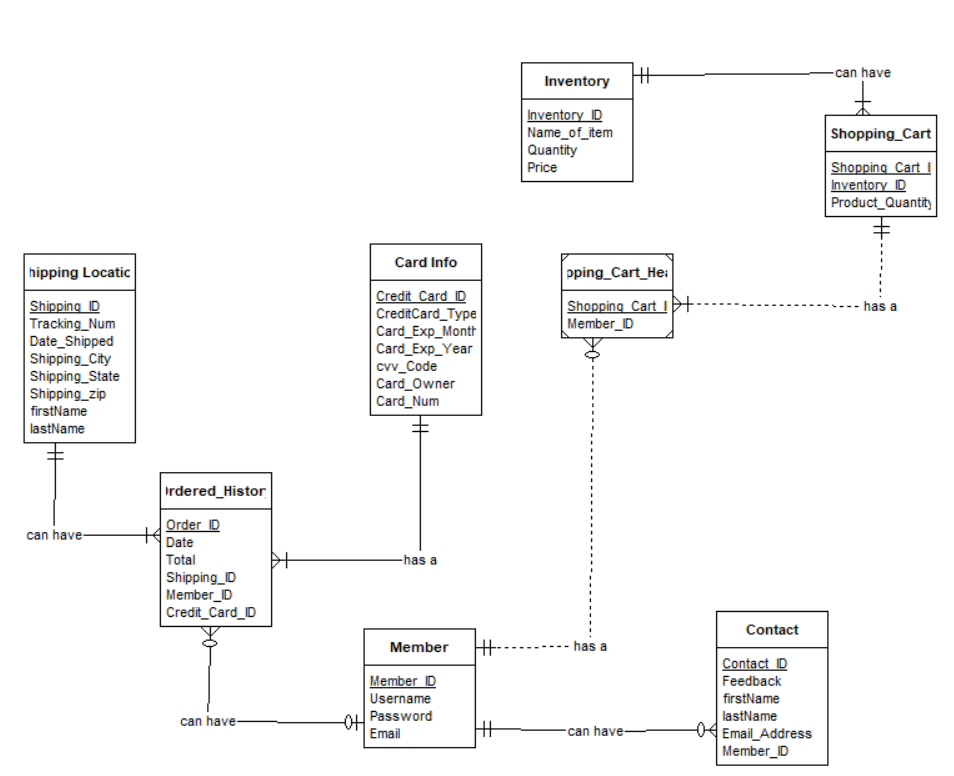 Inventory
Inventory_ID
Name_of_item
Quantity
Price
can have
Shopping_Cart
Shopping_Cart_I
Inventory_ID
Product_Quantity
has a
pping_Cart_Hea
Shopping_Cart_I
Member_ID
Card Info
Credit_Card_ID
CreditCard_Type
Card_Exp_Month
Card_Exp_Year
cvv_Code
Card_Owner
Card_Num
hipping Locatio
Shipping_ID
Tracking_Num
Date_Shipped
Shipping_City
Shipping_State
Shipping_zip
firstName
lastName
can have
rdered_Histor
Order_ID
Date
Total
Shipping_ID
Member_ID
Credit_Card_ID
has a
can have
Member
Member_ID
Username
Password
Email
has a
can have
Contact
Contact_ID
Feedback
firstName
lastName
Email_Address
Member_ID